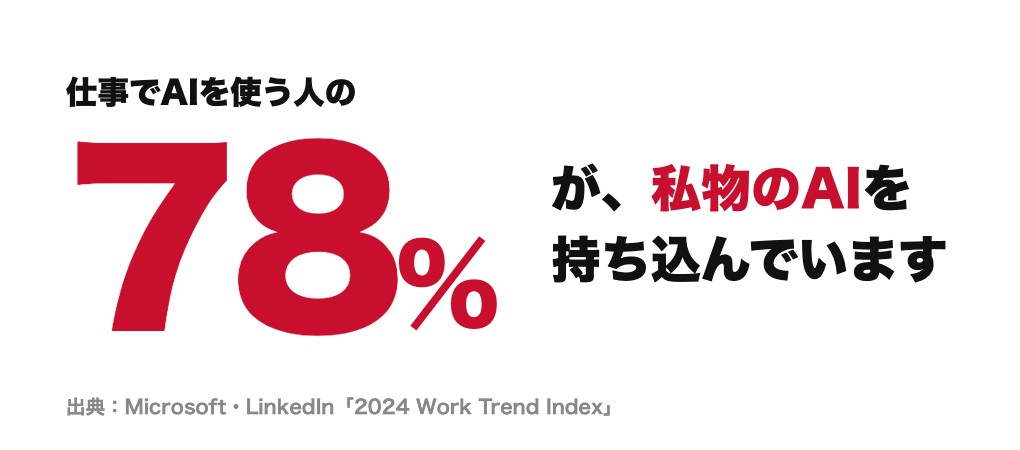 仕事でAIを使う人の
78%
が、私物のAIを
持ち込んでいます
出典：Microsoft・LinkedIn「2024 Work Trend Index」